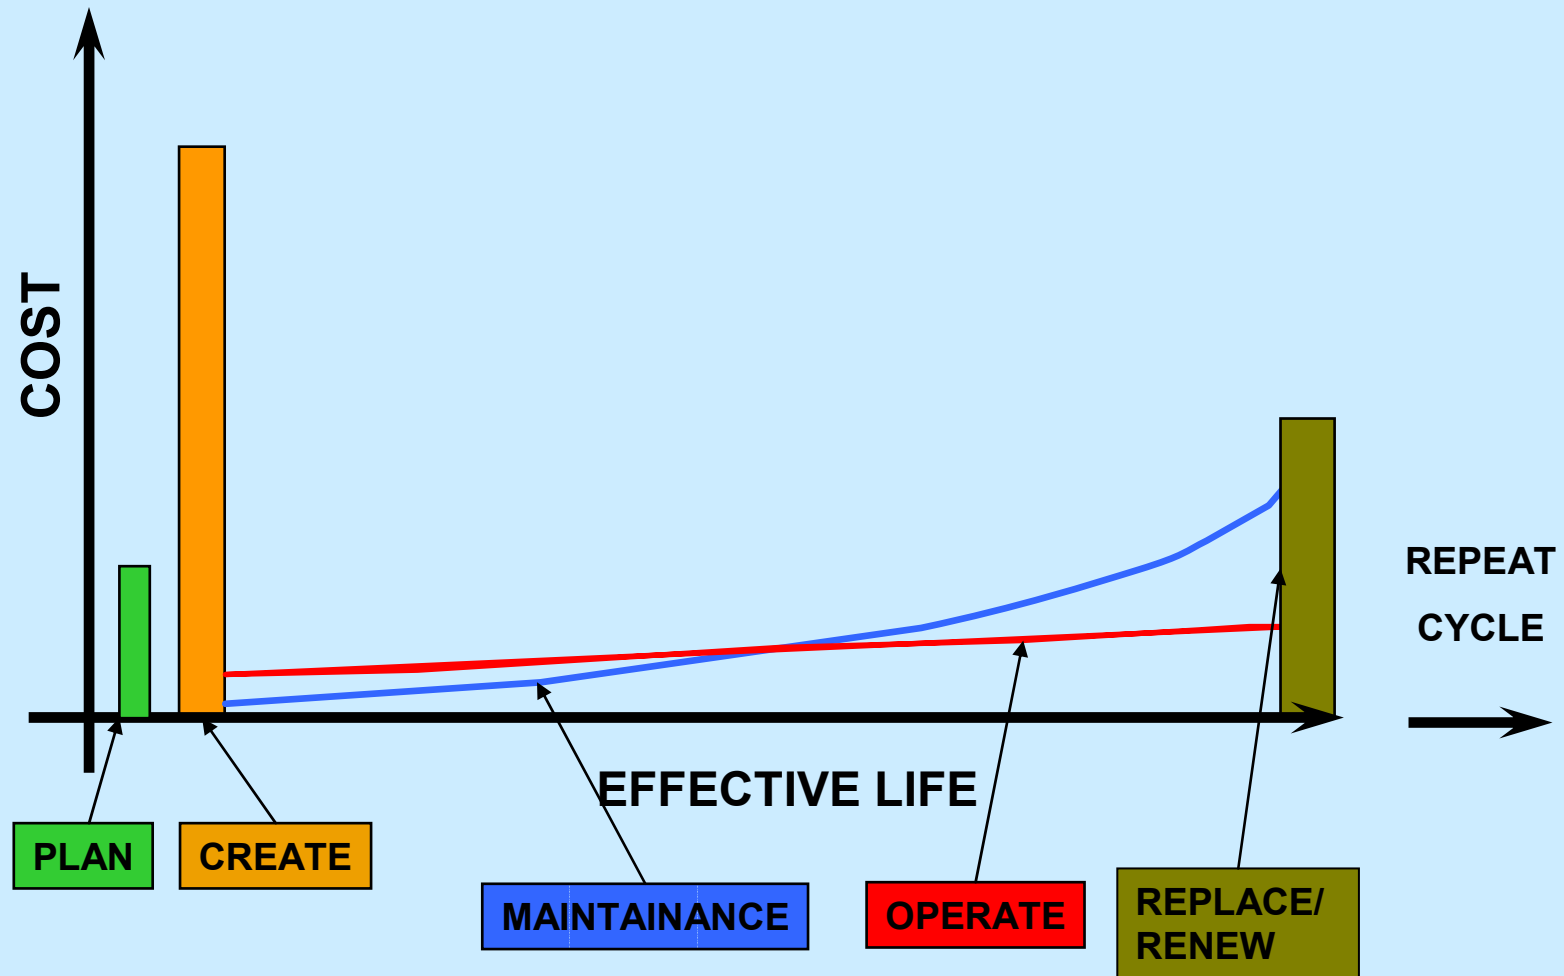 COST
REPEAT
CYCLE
EFFECTIVE LIFE
PLAN
CREATE
MAINTAINANCE
OPERATE
REPLACE/
RENEW